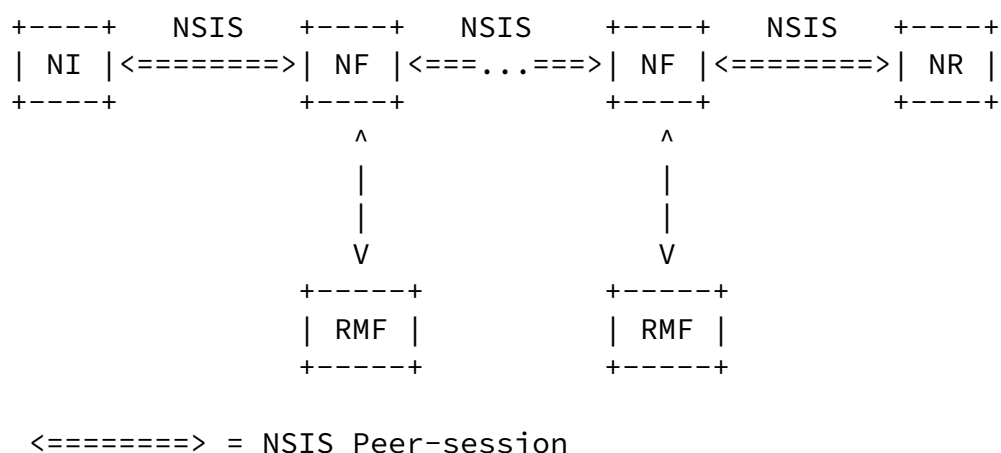 +----+    NSIS    +----+    NSIS    +----+    NSIS    +----+
| NI |<========>| NF |<===...===>| NF |<========>| NR |
+----+            +----+            +----+            +----+
                    ^                 ^
                    |                 |
                    |                 |
                    V                 V
                 +-----+           +-----+
                 | RMF |           | RMF |
                 +-----+           +-----+
<========> = NSIS Peer-session